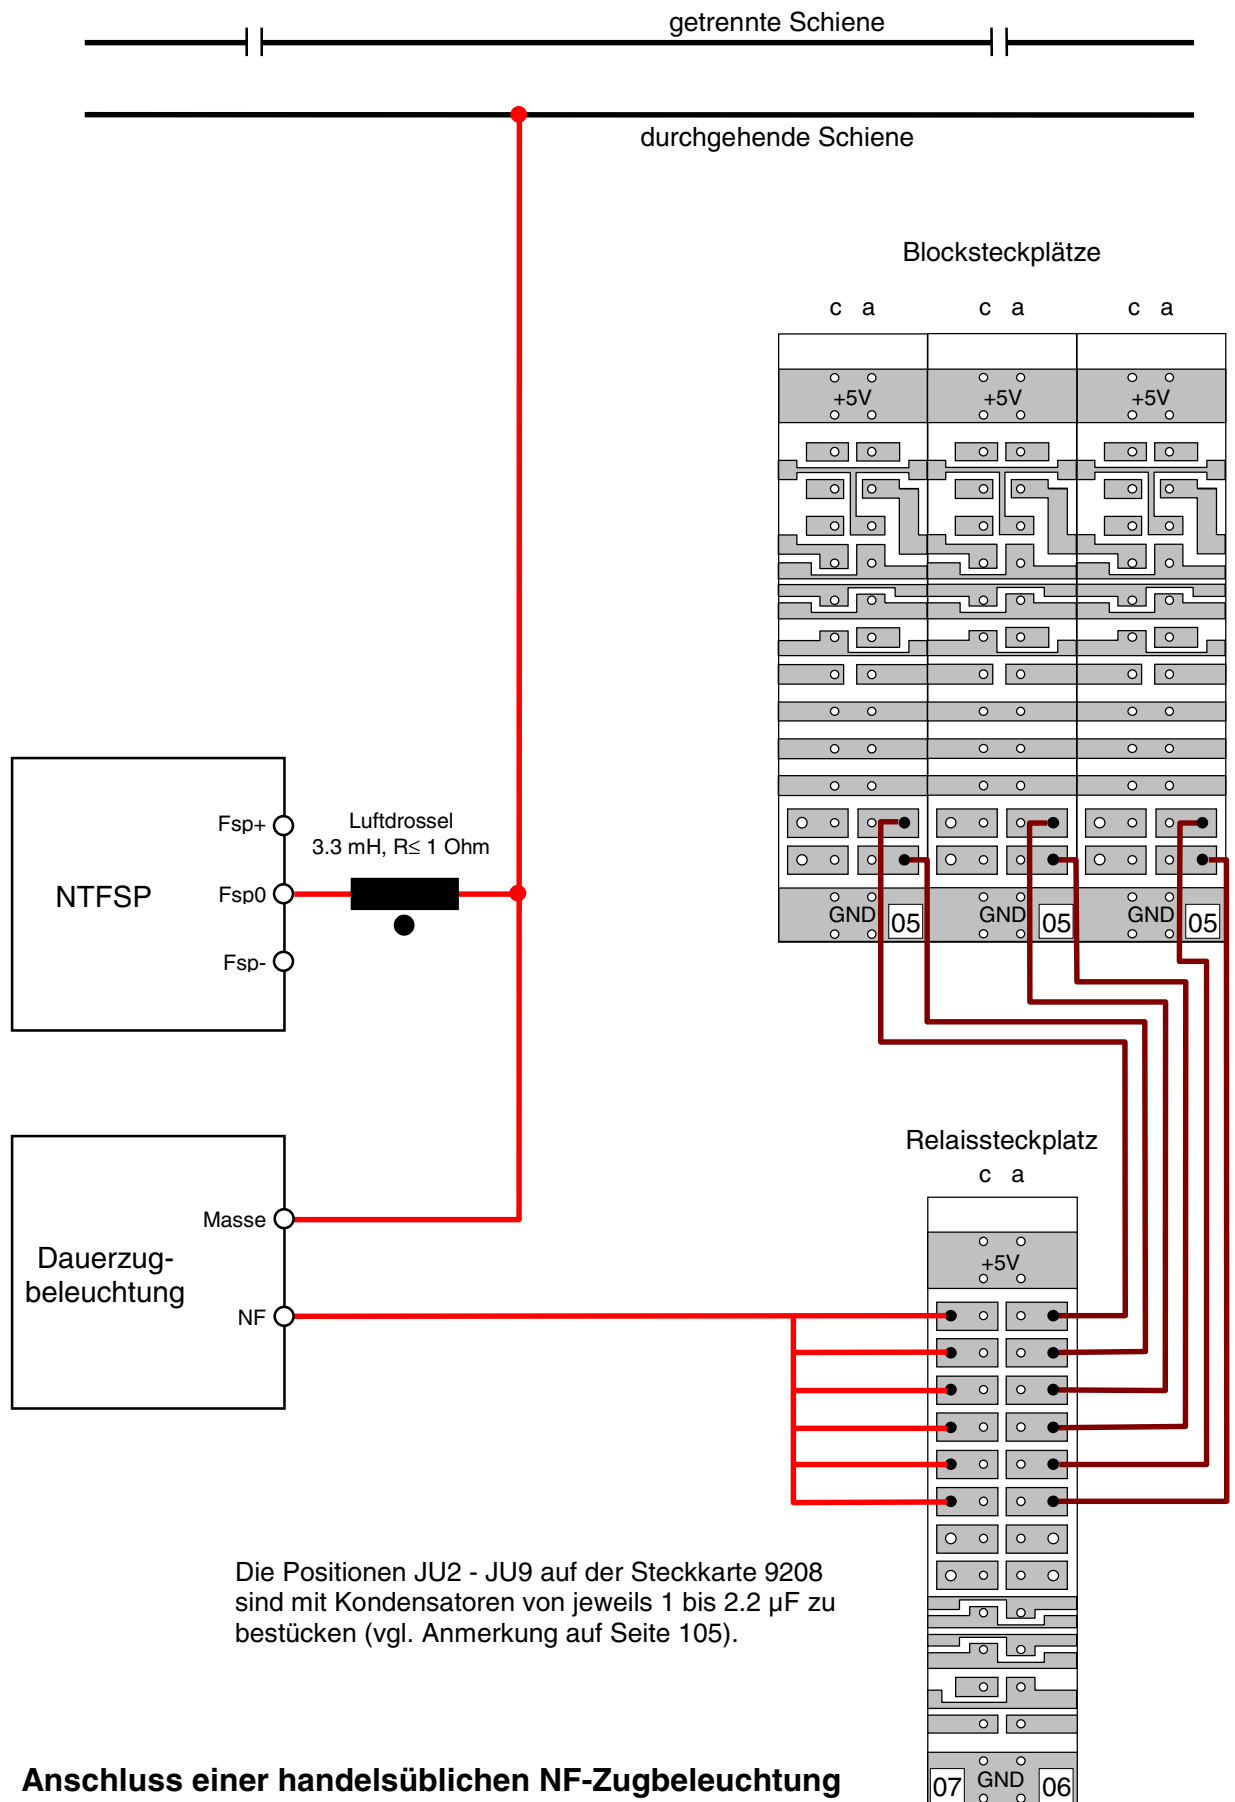 getrennte Schiene
durchgehende Schiene
Blocksteckplätze
c a c a c a
+5V +5V +5V
Fsp+
Luftdrossel
3.3 mH, R≤ 1 Ohm
NTFSP
Fsp0
Fsp-
GND 05 GND 05 GND 05
Relaissteckplatz
c a
Masse
Dauerzug-
beleuchtung
NF
+5V
Die Positionen JU2 - JU9 auf der Steckkarte 9208
sind mit Kondensatoren von jeweils 1 bis 2.2 µF zu
bestücken (vgl. Anmerkung auf Seite 105).
Anschluss einer handelsüblichen NF-Zugbeleuchtung
07 GND 06